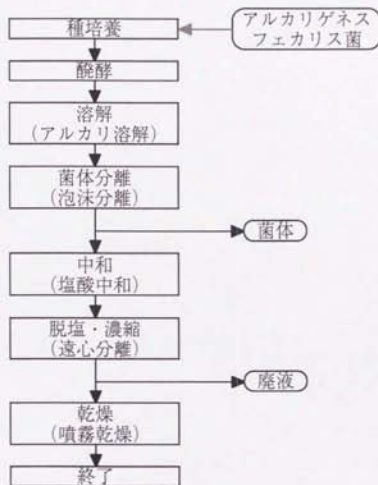 種培養
アルカリゲネス
フェカリス菌
醗酵
溶解
(アルカリ溶解)
菌体分離
(泡沫分離)
菌体
中和
(塩酸中和)
脱塩・濃縮
(遠心分離)
廃液
乾燥
(噴霧乾燥)
終了